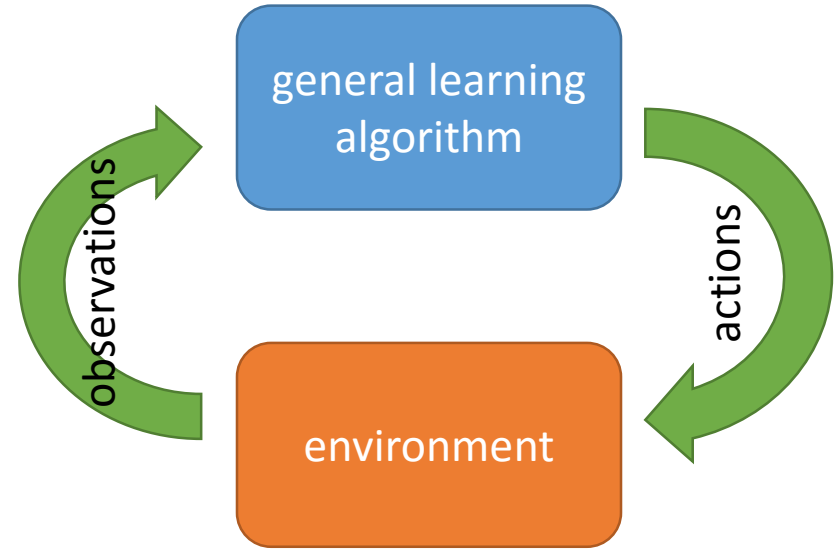 general learning
algorithm
observations
actions
environment